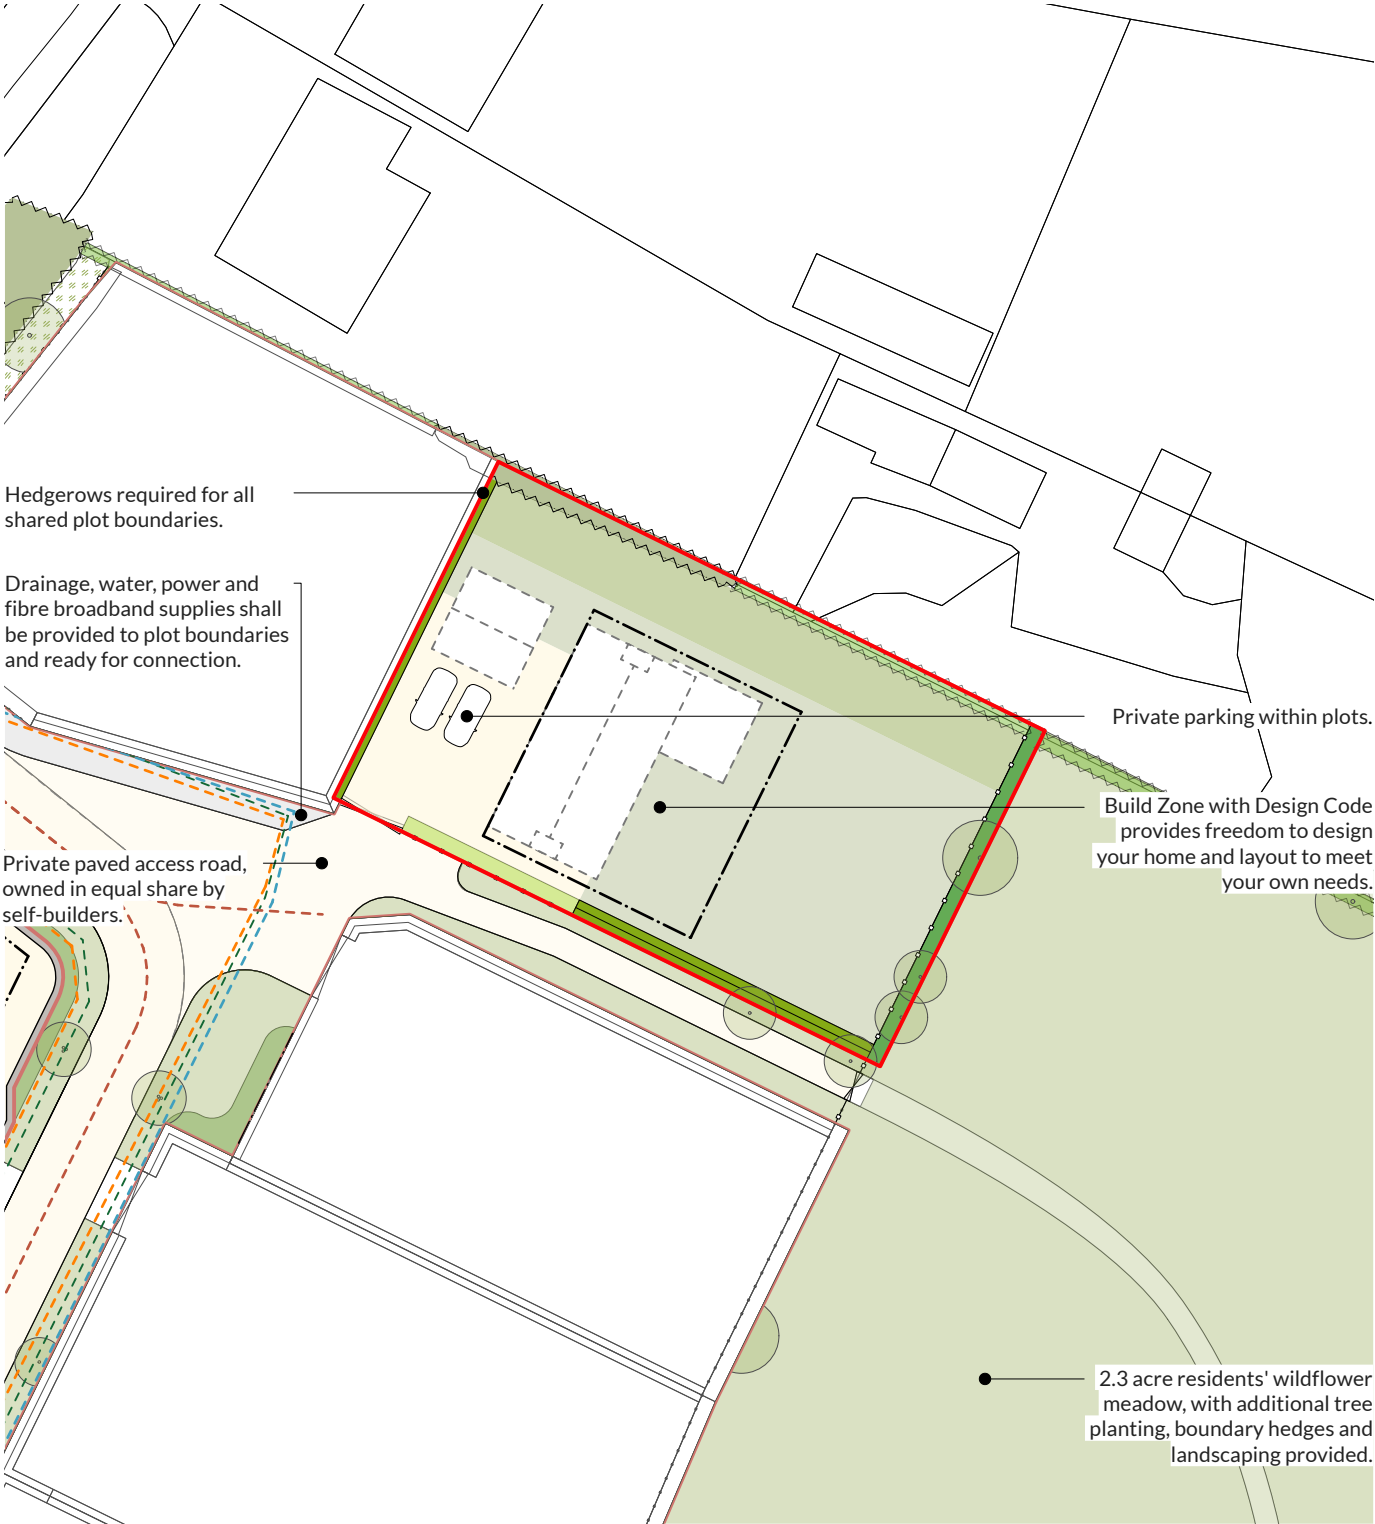 Hedgerows required for all
shared plot boundaries.
Drainage, water, power and
fibre broadband supplies shall
be provided to plot boundaries
and ready for connection.
Private parking within plots.
Build Zone with Design Code
provides freedom to design
your home and layout to meet
your own needs.
Private paved access road,
owned in equal share by
self-builders.
2.3 acre residents' wildflower
meadow, with additional tree
planting, boundary hedges and
landscaping provided.